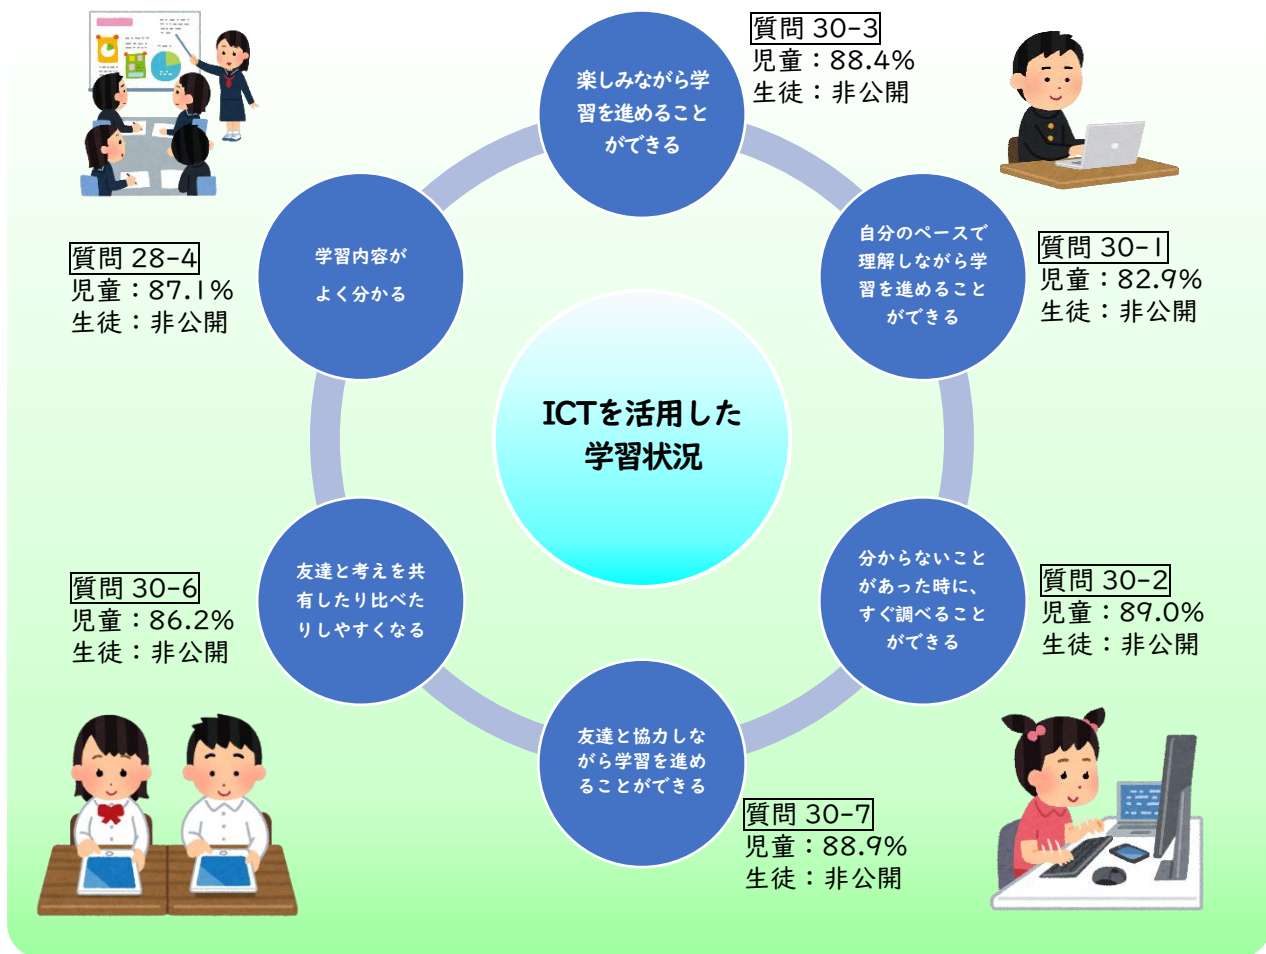 質問 30-3
児童：88.4%
生徒：非公開
楽しみながら学
習を進めること
ができる
自分のペースで
理解しながら学
習を進めること
ができる
質問 30-1
児童：82.9%
生徒：非公開
学習内容が
よく分かる
質問 28-4
児童：87.1%
生徒：非公開
ICTを活用した
学習状況
分からないこと
があった時に、
すぐ調べること
ができる
質問 30-2
児童：89.0%
生徒：非公開
友達と考えを共
有したり比べた
りしやすくなる
質問 30-6
児童：86.2%
生徒：非公開
友達と協力しな
がら学習を進め
ることができる
質問 30-7
児童：88.9%
生徒：非公開